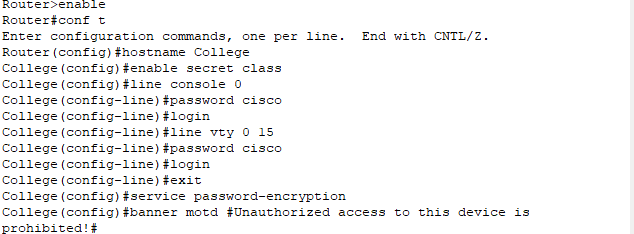 Router>enable
Router#conf t
Enter configuration commands, one per line.  End with CNTL/Z.
Router(config)#hostname College
College(config)#enable secret class
College(config)#line console 0
College(config-line)#password cisco
College(config-line)#login
College(config-line)#line vty 0 15
College(config-line)#password cisco
College(config-line)#login
College(config-line)#exit
College(config)#service password-encryption
College(config)#banner motd #Unauthorized access to this device is
prohibited!#